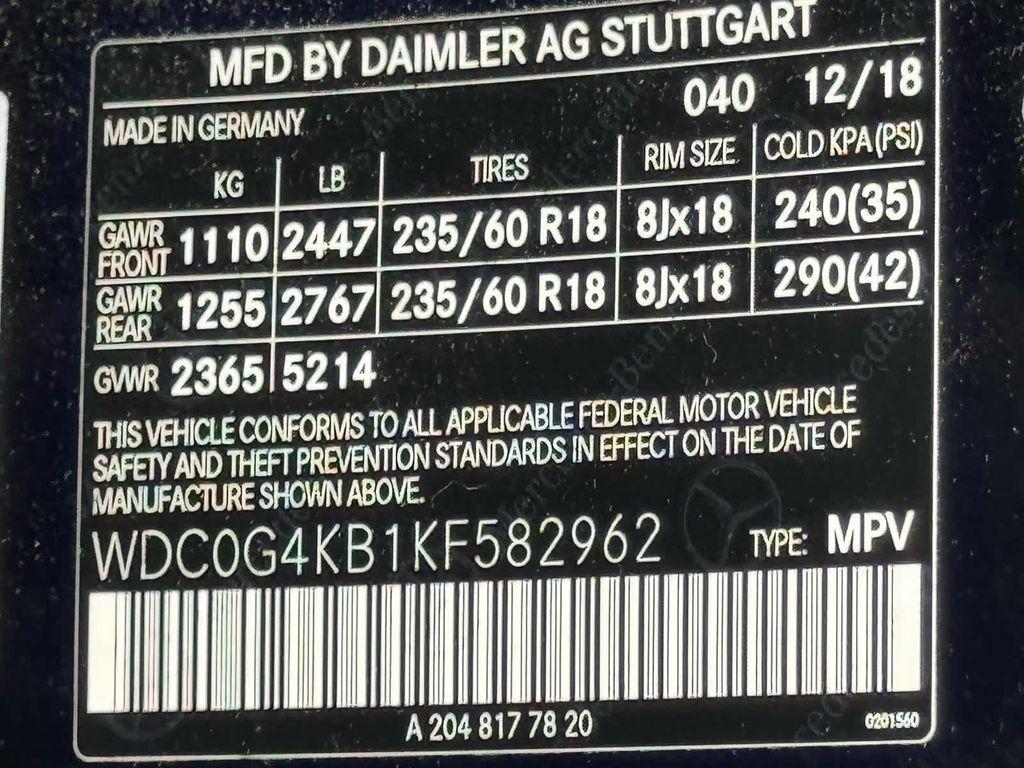 MFD BY DAIMLER AG STUTTGART
MADE IN GERMANY 040 12/18
KG LB TIRES RIM SIZE COLD KPA(PSI)
GAWR FRONT 1110 2447 235/60 R18 8Jx18 240(35)
GAWR REAR 1255 2767 235/60 R18 8Jx18 290(42)
GVWR 2365 5214
THIS VEHICLE CONFORMS TO ALL APPLICABLE FEDERAL MOTOR VEHICLE
SAFETY AND THEFT PREVENTION STANDARDS IN EFFECT ON THE DATE OF
MANUFACTURE SHOWN ABOVE.
WDC0G4KB1KF582962 TYPE: MPV
A 204 817 78 20 0201560